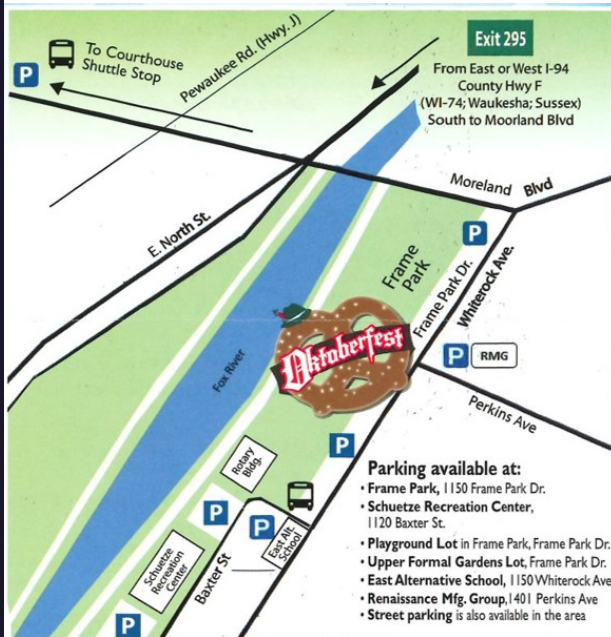 Exit 295
From East or West I-94
County Hwy F
(WI-74; Waukesha; Sussex)
South to Moorland Blvd
To Courthouse
Shuttle Stop
P
Pewaukee Rd. (Hwy. J)
Moreland Blvd
E. North St.
P
Frame
Park
Frame Park Dr.
Whiterock Ave.
Oktoberfest
P
RMG
Fox River
Perkins Ave
P
Rotary
Bldg.
P
P
East Alt.
School
Schuetze
Recreation
Center
Baxter St
P
Parking available at:
• Frame Park, 1150 Frame Park Dr.
• Schuetze Recreation Center,
1120 Baxter St.
• Playground Lot in Frame Park, Frame Park Dr.
• Upper Formal Gardens Lot, Frame Park Dr.
• East Alternative School, 1150 Whiterock Ave
• Renaissance Mfg. Group, 1401 Perkins Ave
• Street parking is also available in the area